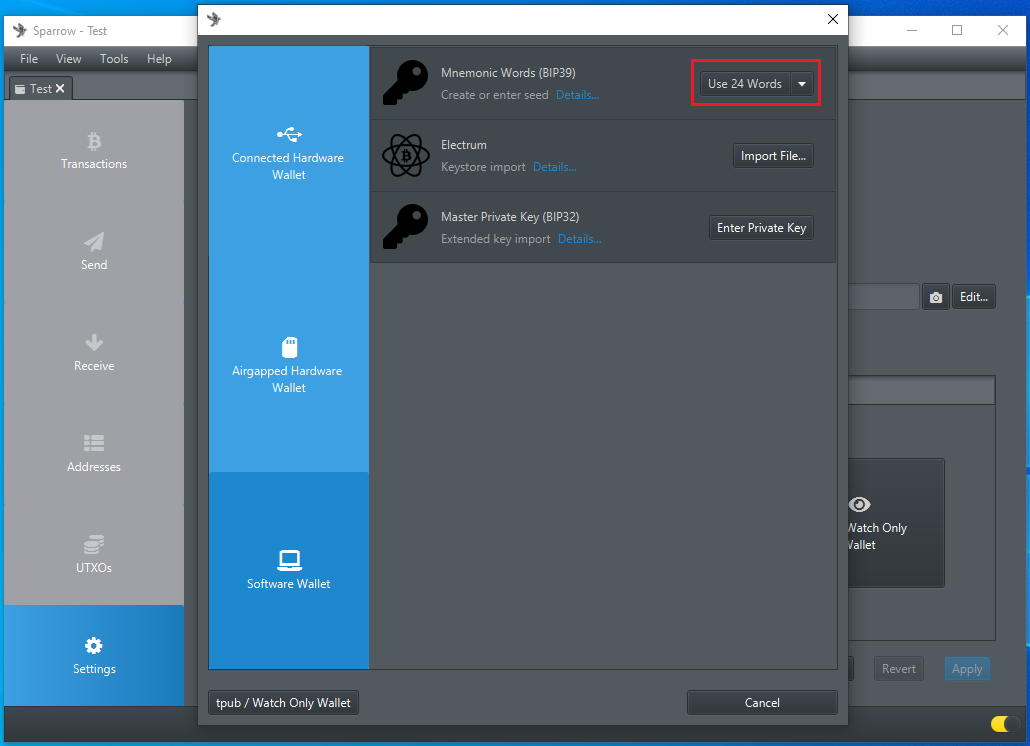 Sparrow - Test
File View Tools Help
Test
Transactions
Send
Receive
Addresses
UTXOs
Settings
Connected Hardware
Wallet
Airgapped Hardware
Wallet
Software Wallet
Mnemonic Words (BIP39)
Create or enter seed Details...
Use 24 Words
Electrum
Keystore import Details...
Import File...
Master Private Key (BIP32)
Extended key import Details...
Enter Private Key
Edit...
Watch Only
Wallet
Revert
Apply
tpub / Watch Only Wallet
Cancel